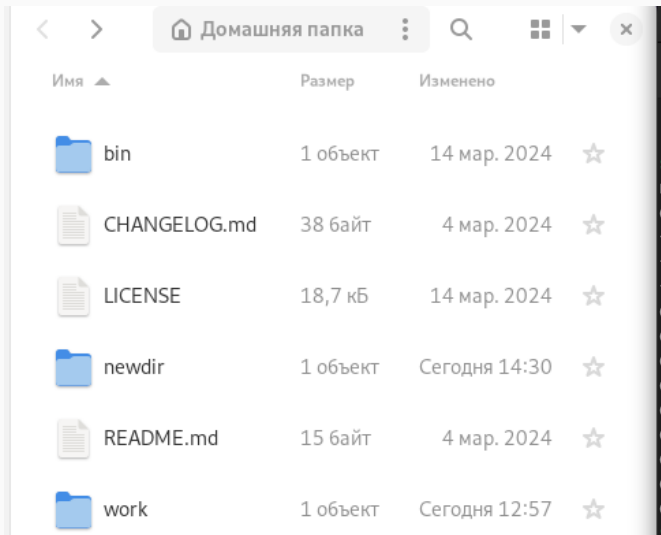 Домашняя папка
Имя Размер Изменено
bin 1 объект 14 мар. 2024
CHANGELOG.md 38 байт 4 мар. 2024
LICENSE 18,7 кБ 14 мар. 2024
newdir 1 объект Сегодня 14:30
README.md 15 байт 4 мар. 2024
work 1 объект Сегодня 12:57